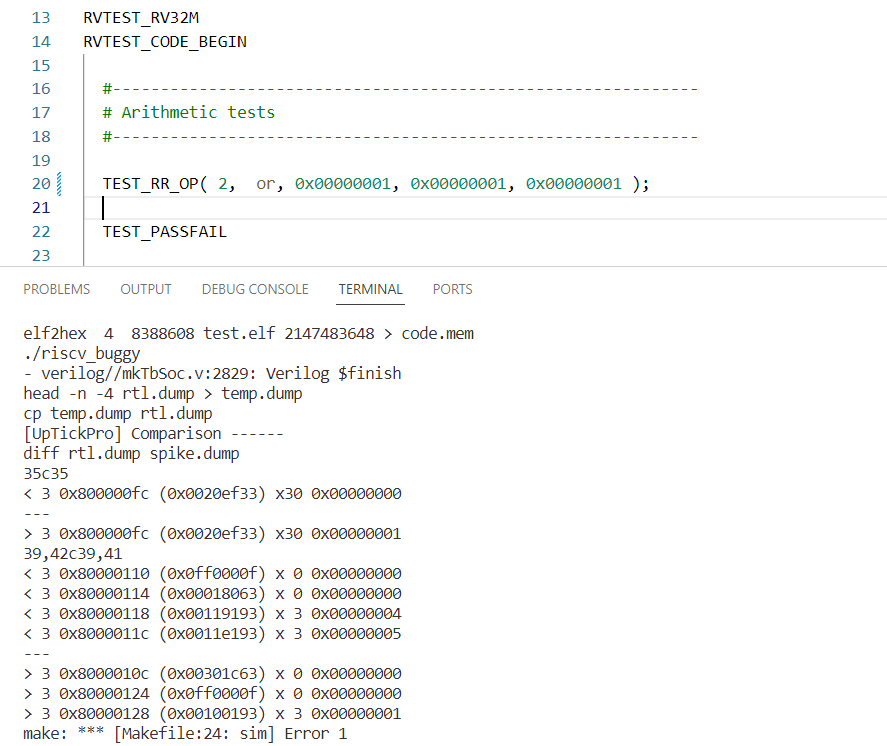 13 RVTEST_RV32M
14 RVTEST_CODE_BEGIN
15
16 #-------------------------------------------------------------
17 # Arithmetic tests
18 #-------------------------------------------------------------
19
20 TEST_RR_OP( 2,  or, 0x00000001, 0x00000001, 0x00000001 );
21
22 TEST_PASSFAIL
23
PROBLEMS OUTPUT DEBUG CONSOLE TERMINAL PORTS
elf2hex  4  8388608 test.elf 2147483648 > code.mem
./riscv_buggy
- verilog//mkTbSoc.v:2829: Verilog $finish
head -n -4 rtl.dump > temp.dump
cp temp.dump rtl.dump
[UpTickPro] Comparison ------
diff rtl.dump spike.dump
35c35
< 3 0x800000fc (0x0020ef33) x30 0x00000000
---
> 3 0x800000fc (0x0020ef33) x30 0x00000001
39,42c39,41
< 3 0x80000110 (0x0ff0000f) x 0 0x00000000
< 3 0x80000114 (0x00018063) x 0 0x00000000
< 3 0x80000118 (0x00119193) x 3 0x00000004
< 3 0x8000011c (0x0011e193) x 3 0x00000005
---
> 3 0x8000010c (0x00301c63) x 0 0x00000000
> 3 0x80000124 (0x0ff0000f) x 0 0x00000000
> 3 0x80000128 (0x00100193) x 3 0x00000001
make: *** [Makefile:24: sim] Error 1